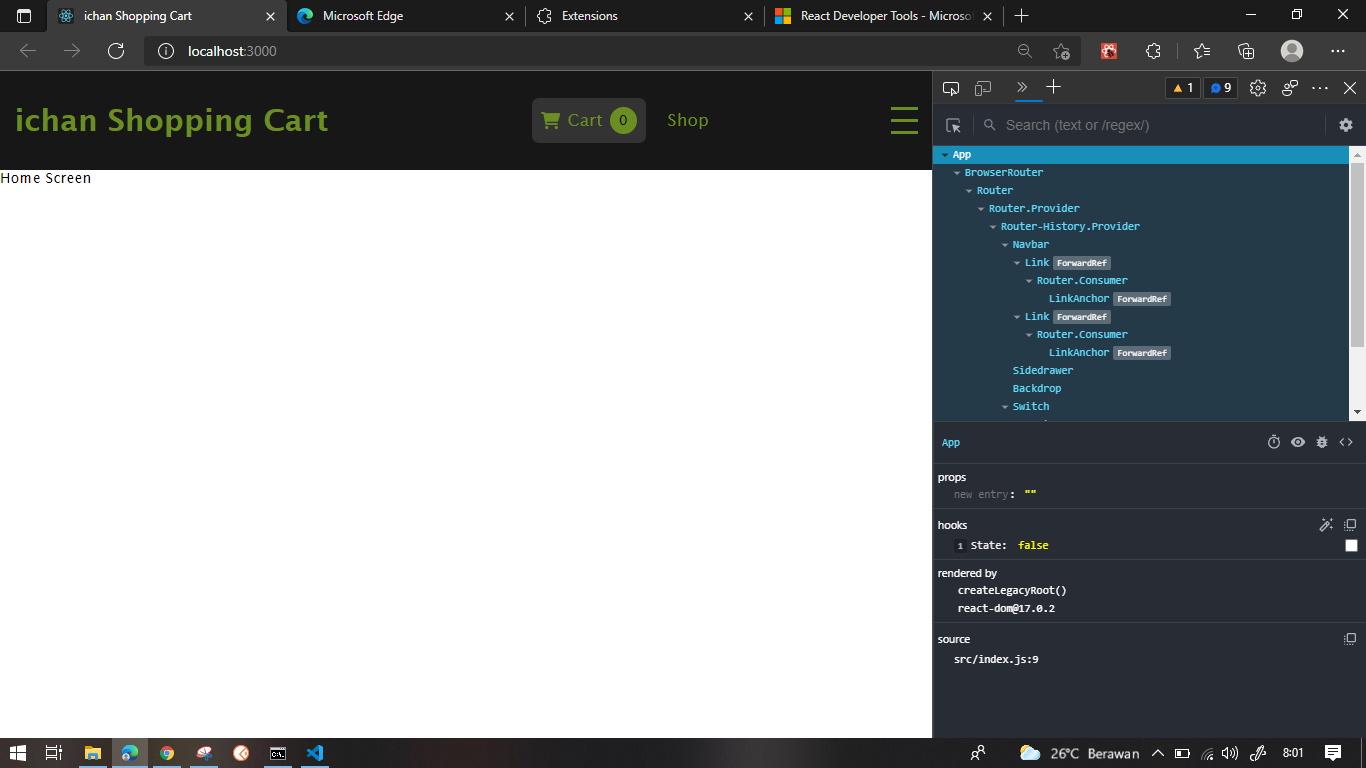 ichan Shopping Cart
Microsoft Edge
Extensions
React Developer Tools - Microso
localhost:3000
ichan Shopping Cart
Cart 0
Shop
Home Screen
1
9
Search (text or /regex/)
App
BrowserRouter
Router
Router.Provider
Router-History.Provider
Navbar
Link ForwardRef
Router.Consumer
LinkAnchor ForwardRef
Link ForwardRef
Router.Consumer
LinkAnchor ForwardRef
Sidedrawer
Backdrop
Switch
App
props
new entry: ""
hooks
1 State: false
rendered by
createLegacyRoot()
react-dom@17.0.2
source
src/index.js:9
26°C Berawan
8:01